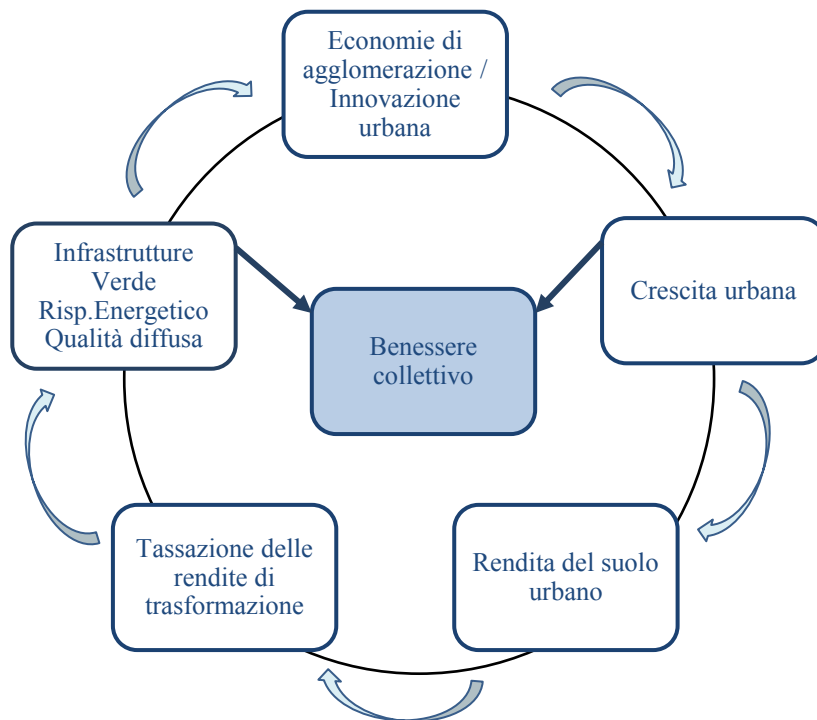 Economie di
agglomerazione /
Innovazione
urbana
Infrastrutture
Verde
Risp.Energetico
Qualità diffusa
Crescita urbana
Benessere
collettivo
Tassazione delle
rendite di
trasformazione
Rendita del suolo
urbano